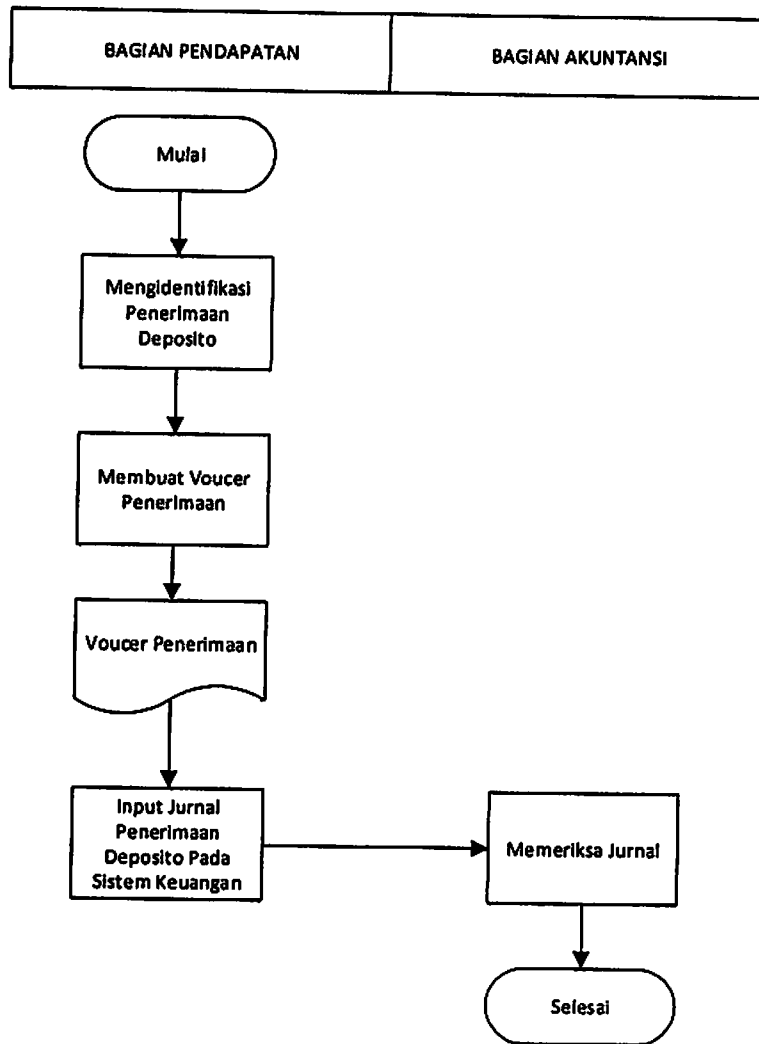 BAGIAN PENDAPATAN
BAGIAN AKUNTANSI
Mulai
Mengidentifikasi
Penerimaan
Deposito
Membuat Voucer
Penerimaan
Voucer Penerimaan
Input Jurnal
Penerimaan
Deposito Pada
Sistem Keuangan
Memeriksa Jurnal
Selesai